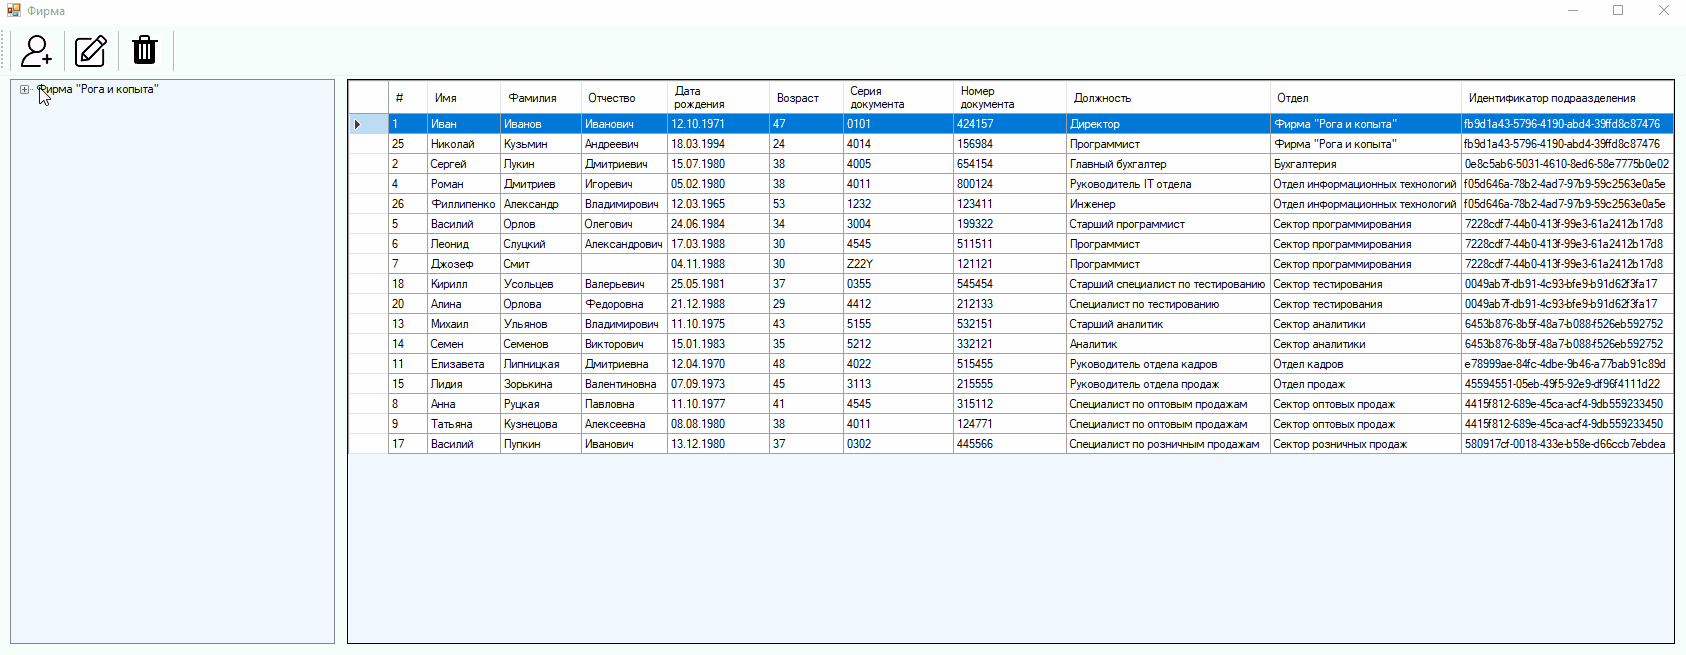 Фирма
Фирма "Рога и копыта"
# Имя Фамилия Отчество Дата рождения Возраст Серия документа Номер документа Должность Отдел Идентификатор подраазделения
1 Иван Иванов Иванович 12.10.1971 47 0101 424157 Директор Фирма "Рога и копыта" fb9d1a43-5796-4190-abd4-39ffd8c87476
25 Николай Кузьмин Андреевич 18.03.1994 24 4014 156984 Программист Фирма "Рога и копыта" fb9d1a43-5796-4190-abd4-39ffd8c87476
2 Сергей Лукин Дмитриевич 15.07.1980 38 4005 654154 Главный бухгалтер Бухгалтерия 0e8c5ab6-5031-4610-8ed6-58e7775b0e02
4 Роман Дмитриев Игоревич 05.02.1980 38 4011 800124 Руководитель IT отдела Отдел информационных технологий f05d646a-78b2-4ad7-97b9-59c2563e0a5e
26 Филлипенко Александр Владимирович 12.03.1965 53 1232 123411 Инженер Отдел информационных технологий f05d646a-78b2-4ad7-97b9-59c2563e0a5e
5 Василий Орлов Олегович 24.06.1984 34 3004 199322 Старший программист Сектор программирования 7228cdf7-44b0-413f-99e3-61a2412b17d8
6 Леонид Слуцкий Александрович 17.03.1988 30 4545 511511 Программист Сектор программирования 7228cdf7-44b0-413f-99e3-61a2412b17d8
7 Джозеф Смит 04.11.1988 30 Z22Y 121121 Программист Сектор программирования 7228cdf7-44b0-413f-99e3-61a2412b17d8
18 Кирилл Усольцев Валерьевич 25.05.1981 37 0355 545454 Старший специалист по тестированию Сектор тестирования 0049ab7f-db91-4c93-bfe9-b91d62f3fa17
20 Алина Орлова Федоровна 21.12.1988 29 4412 212133 Специалист по тестированию Сектор тестирования 0049ab7f-db91-4c93-bfe9-b91d62f3fa17
13 Михаил Ульянов Владимирович 11.10.1975 43 5155 532151 Старший аналитик Сектор аналитики 6453b876-8b5f-48a7-b088-f526eb592752
14 Семен Семенов Викторович 15.01.1983 35 5212 332121 Аналитик Сектор аналитики 6453b876-8b5f-48a7-b088-f526eb592752
11 Елизавета Липницкая Дмитриевна 12.04.1970 48 4022 515455 Руководитель отдела кадров Отдел кадров e78999ae-84fc-4dbe-9b46-a77bab91c89d
15 Лидия Зорькина Валентиновна 07.09.1973 45 3113 215555 Руководитель отдела продаж Отдел продаж 45594551-05eb-49f5-92e9-df96f4111d22
8 Анна Руцкая Павловна 11.10.1977 41 4545 315112 Специалист по оптовым продажам Сектор оптовых продаж 4415f812-689e-45ca-acf4-9db559233450
9 Татьяна Кузнецова Алексеевна 08.08.1980 38 4011 124771 Специалист по оптовым продажам Сектор оптовых продаж 4415f812-689e-45ca-acf4-9db559233450
17 Василий Пупкин Иванович 13.12.1980 37 0302 445566 Специалист по розничным продажам Сектор розничных продаж 580917cf-0018-433e-b58e-d66ccb7ebdea